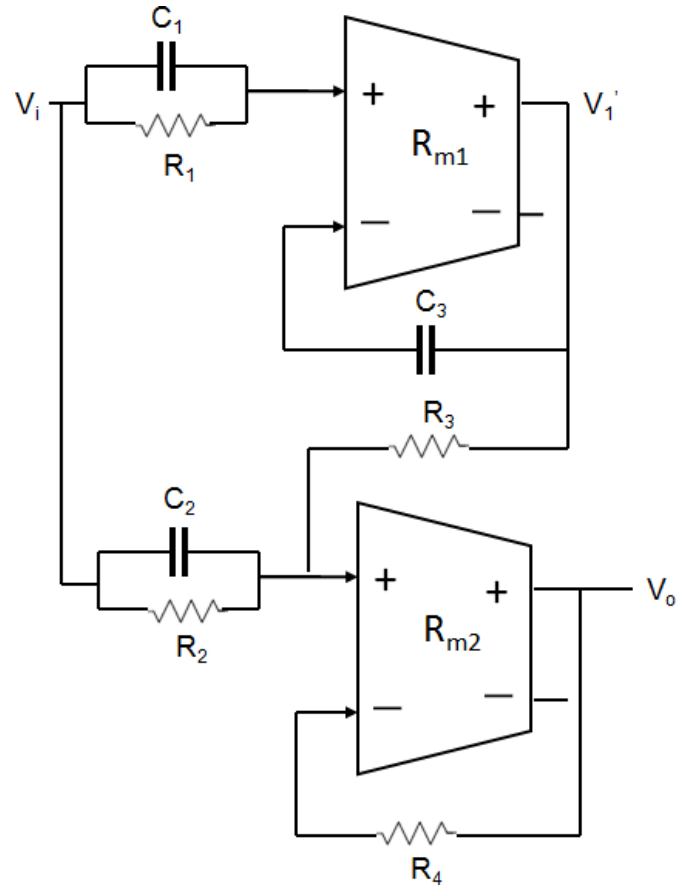 C₁
Vᵢ
R₁
+ + V₁'
Rₘ₁
− −
C₃
R₃
C₂
R₂
+ + Vₒ
Rₘ₂
− −
R₄